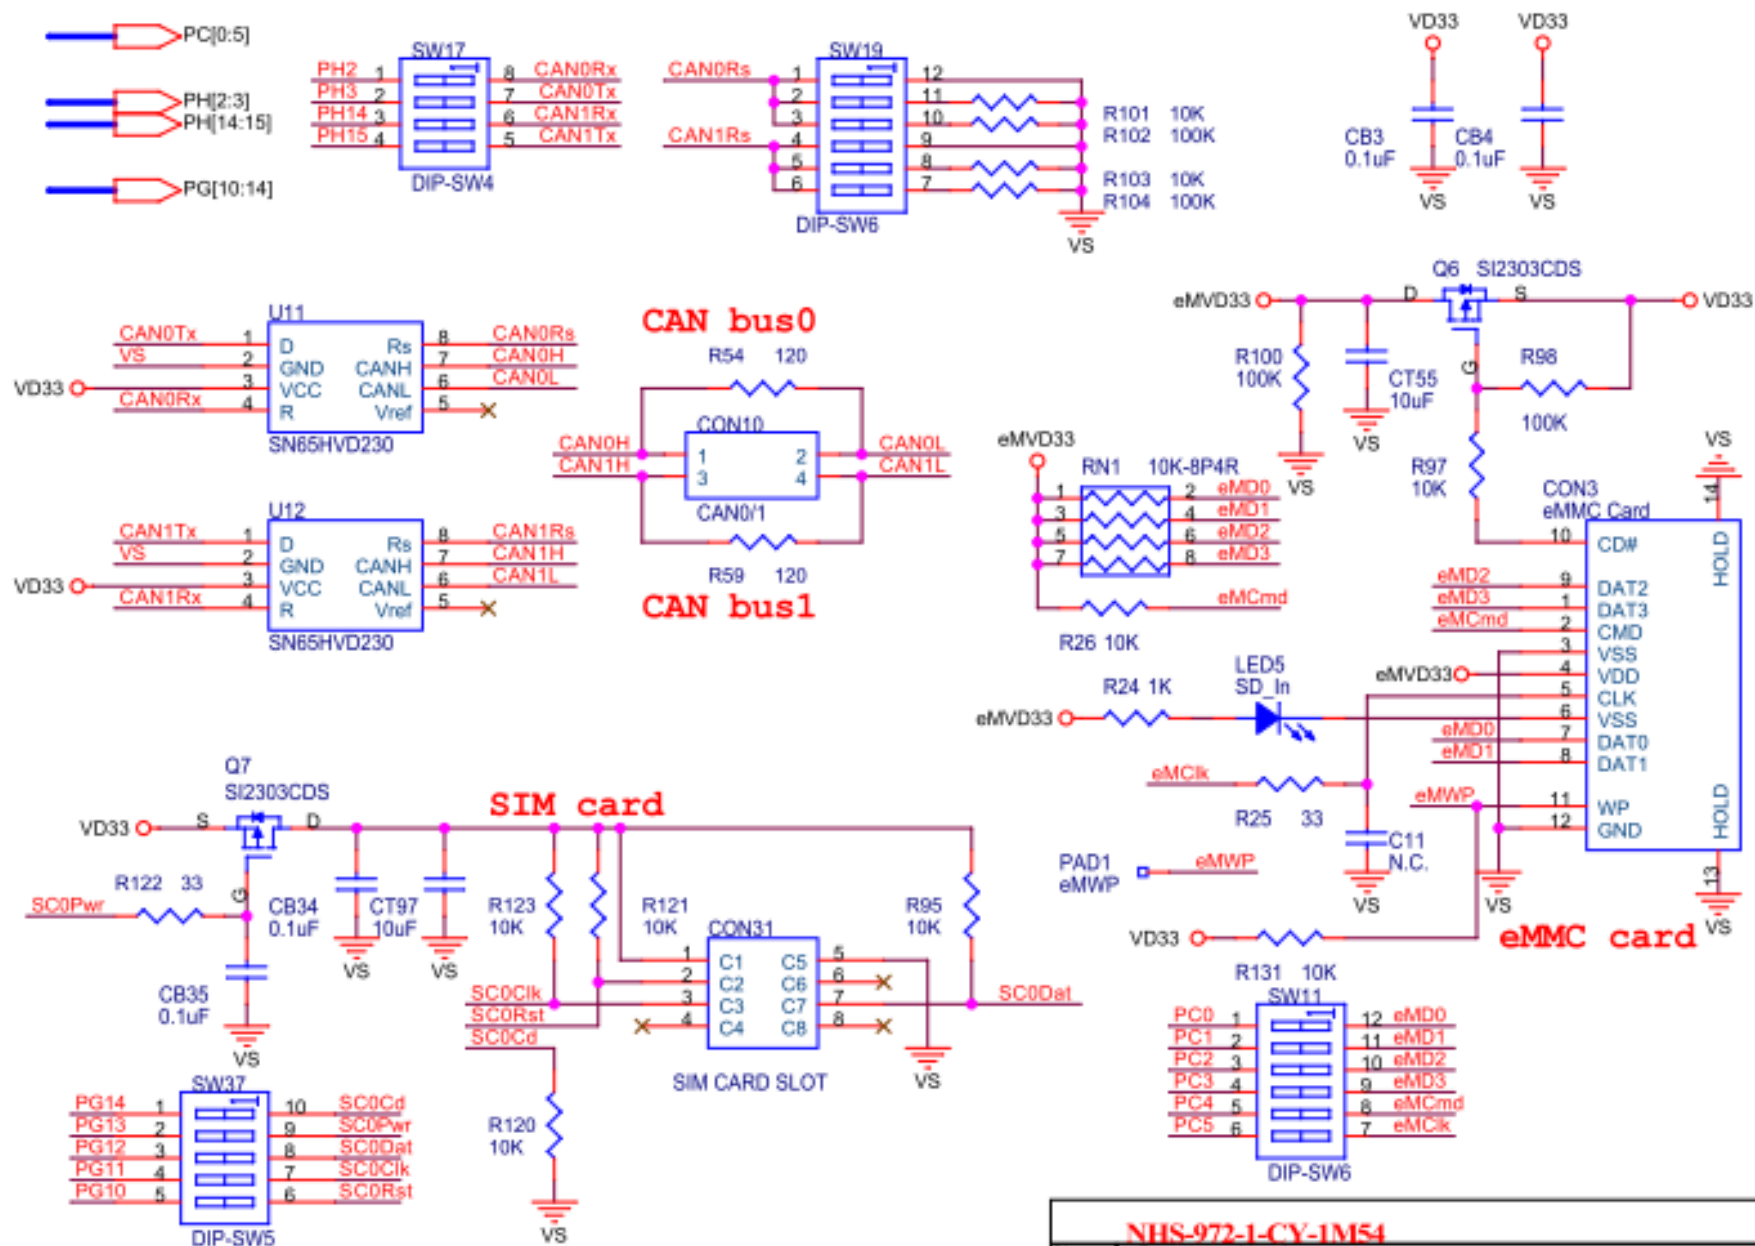 PC[0:5]
PH[2:3]
PH[14:15]
PG[10:14]
SW17
PH2 1 8 CAN0Rx
PH3 2 7 CAN0Tx
PH14 3 6 CAN1Rx
PH15 4 5 CAN1Tx
DIP-SW4
SW19
CAN0Rs 1 12
2 11
3 10
CAN1Rs 4 9
5 8
6 7
DIP-SW6
R101 10K
R102 100K
R103 10K
R104 100K
VS
VD33 VD33
CB3 CB4
0.1uF 0.1uF
VS VS
U11
CAN0Tx 1 D Rs 8 CAN0Rs
VS 2 GND CANH 7 CAN0H
VD33 3 VCC CANL 6 CAN0L
CAN0Rx 4 R Vref 5
SN65HVD230
U12
CAN1Tx 1 D Rs 8 CAN1Rs
VS 2 GND CANH 7 CAN1H
VD33 3 VCC CANL 6 CAN1L
CAN1Rx 4 R Vref 5
SN65HVD230
CAN bus0
R54 120
CON10
CAN0H 1 2 CAN0L
CAN1H 3 4 CAN1L
CAN0/1
R59 120
CAN bus1
Q6 SI2303CDS
eMVD33 D S VD33
G
R100
100K
CT55
10uF
R98
100K
VS
VS
R97
10K
eMVD33
RN1 10K-8P4R
1 2 eMD0
3 4 eMD1
5 6 eMD2
7 8 eMD3
eMCmd
R26 10K
VS
14
CON3
eMMC Card
10 CD# HOLD
eMD2 9 DAT2
eMD3 1 DAT3
eMCmd 2 CMD
3 VSS
eMVD33 4 VDD
5 CLK
6 VSS
eMD0 7 DAT0
eMD1 8 DAT1
eMWP 11 WP
12 GND HOLD
13
VS
VS
LED5
SD_In
R24 1K
eMVD33
eMClk
R25 33
C11
N.C.
VS
PAD1
eMWP
eMWP
VD33
R131 10K
eMMC card
Q7
SI2303CDS
VD33 S D
G
R122 33
SC0Pwr
CB34
0.1uF
CT97
10uF
VS VS
CB35
0.1uF
VS
SIM card
R123
10K
R121
10K
R95
10K
CON31
1 C1 C5 5
2 C2 C6 6
SC0Clk 3 C3 C7 7 SC0Dat
SC0Rst 4 C4 C8 8
SC0Cd
SIM CARD SLOT
VS
R120
10K
VS
SW37
PG14 1 10 SC0Cd
PG13 2 9 SC0Pwr
PG12 3 8 SC0Dat
PG11 4 7 SC0Clk
PG10 5 6 SC0Rst
DIP-SW5
SW11
PC0 1 12 eMD0
PC1 2 11 eMD1
PC2 3 10 eMD2
PC3 4 9 eMD3
PC4 5 8 eMCmd
PC5 6 7 eMClk
DIP-SW6
NHS-972-1-CY-1M54